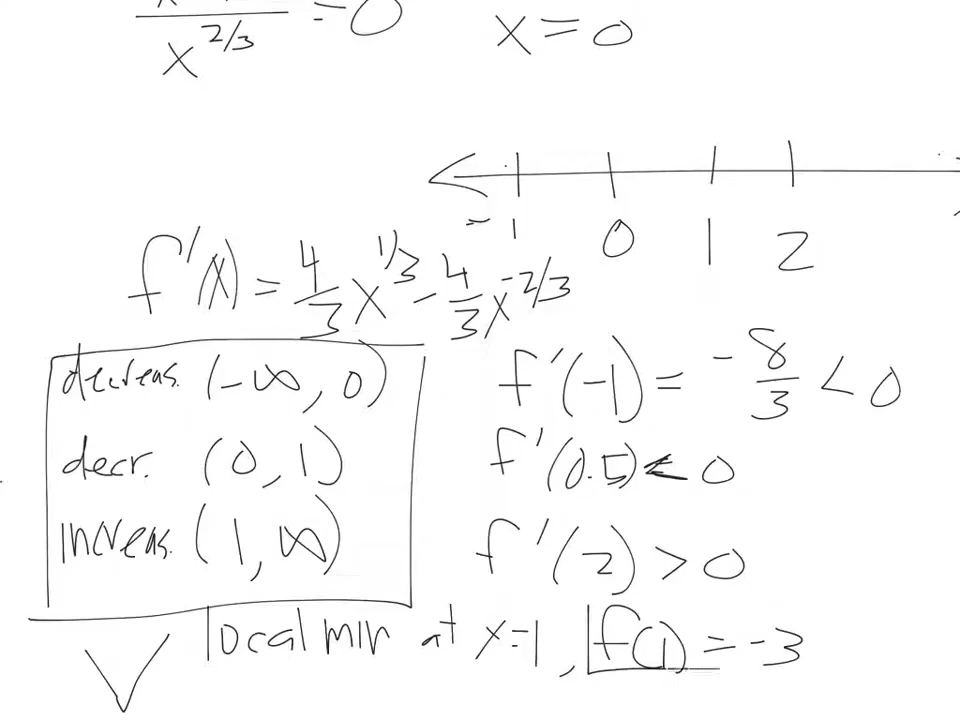 x^{2/3} = 0 x = 0
-1 0 1 2
f'(x) = 4/3 x^{1/3} - 4/3 x^{-2/3}
decreas. (-∞, 0)
decr. (0, 1)
increas. (1, ∞)
f'(-1) = -8/3 < 0
f'(0.5) < 0
f'(2) > 0
local min at x=1, f(1) = -3